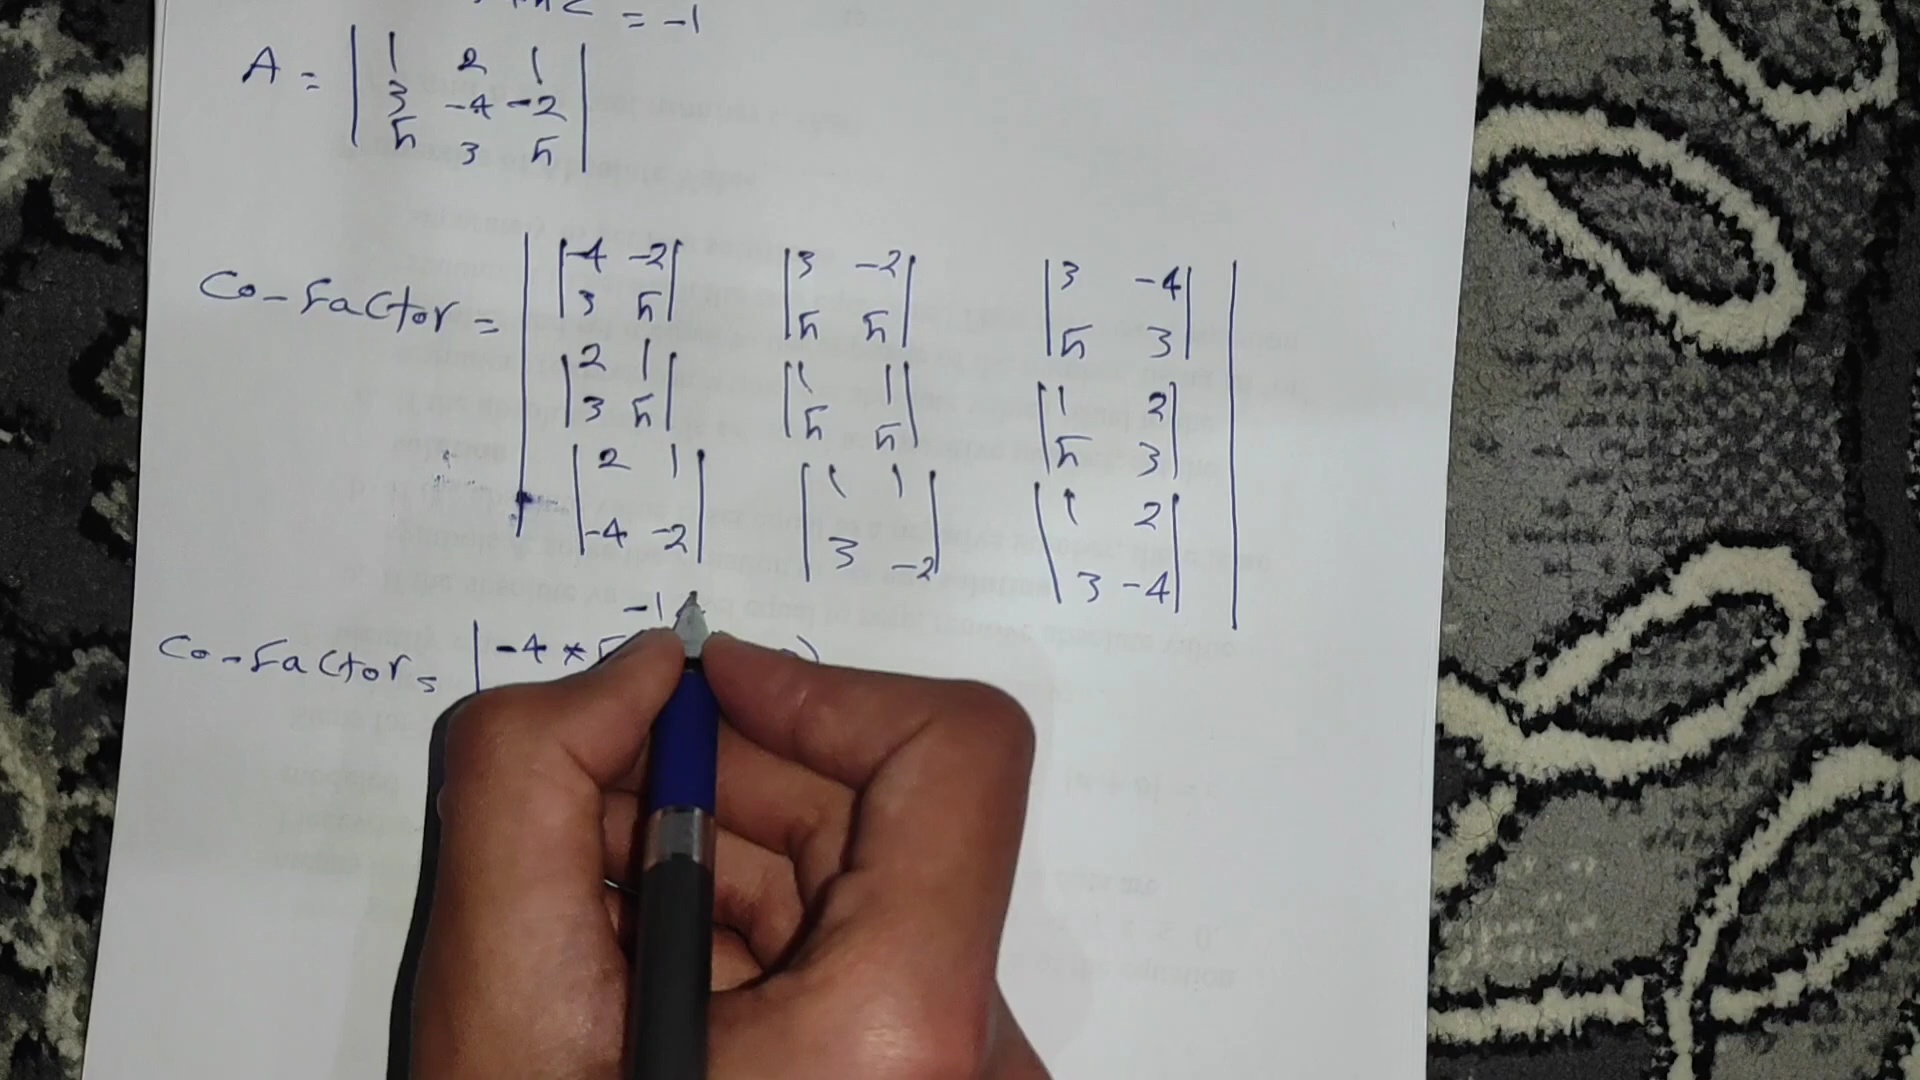 = -1
A = | 1 2 1 |
| 3 -4 -2 |
| 5 3 5 |
Co-factor = | |-4 -2| |3 -2| |3 -4| |
|3 5| |5 5| |5 3|
|2 1| |1 1| |1 2|
|3 5| |5 5| |5 3|
|2 1| |1 1| |1 2|
|-4 -2| |3 -2| |3 -4|
-1
Co-factor = | -4 *